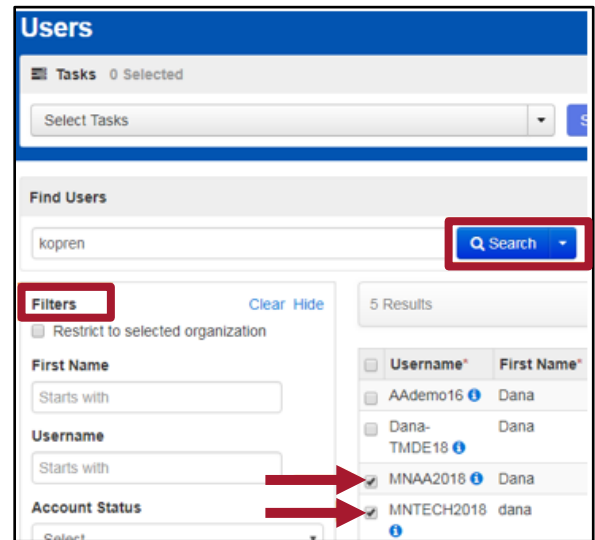 Users
Tasks 0 Selected
Select Tasks
S
Find Users
kopren
Search
Filters Clear Hide
Restrict to selected organization
First Name
Starts with
Username
Starts with
Account Status
Select
5 Results
Username* First Name*
AAdemo16 Dana
Dana- Dana
TMDE18
MNAA2018 Dana
MNTECH2018 dana